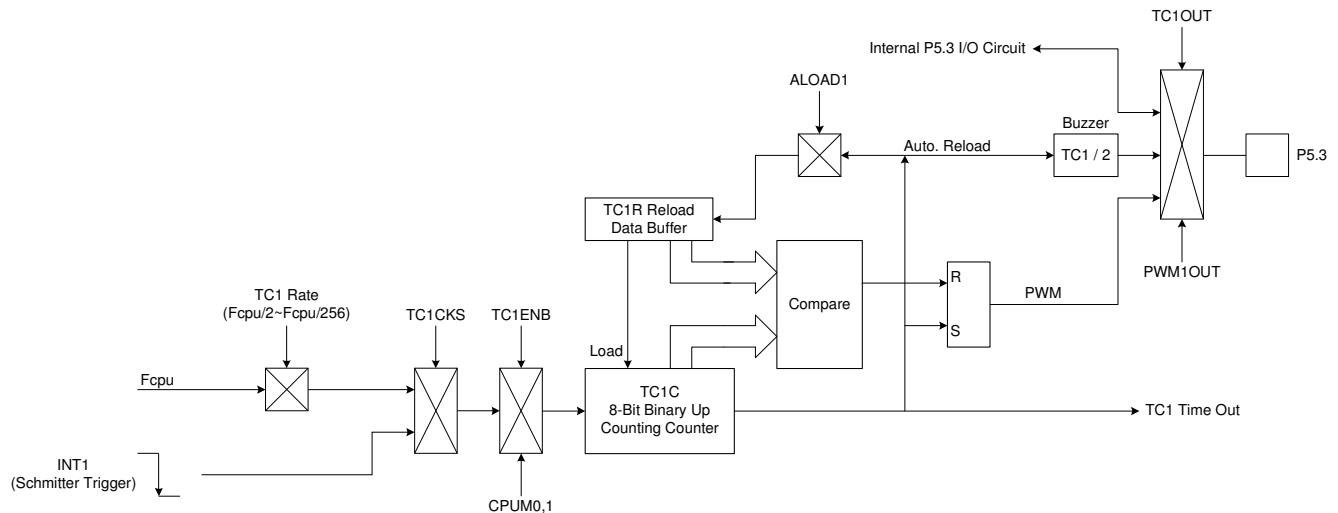 TC1OUT
Internal P5.3 I/O Circuit
ALOAD1
Buzzer
Auto. Reload
TC1 / 2
P5.3
TC1R Reload
Data Buffer
PWM1OUT
R
Compare
PWM
TC1 Rate
(Fcpu/2~Fcpu/256)
TC1CKS
TC1ENB
S
Load
Fcpu
TC1C
8-Bit Binary Up
Counting Counter
TC1 Time Out
INT1
(Schmitter Trigger)
CPUM0,1